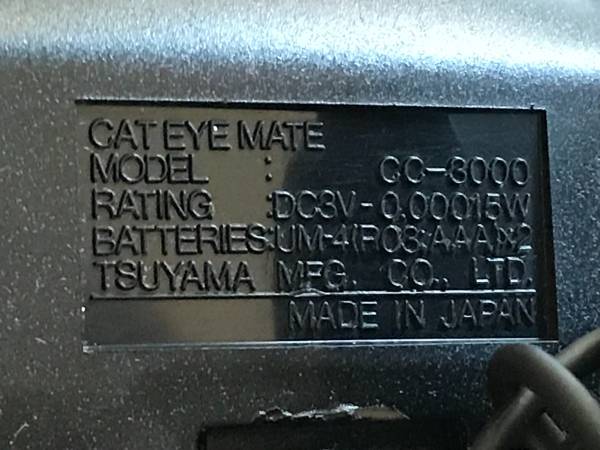 CAT EYE MATE
MODEL : CC-3000
RATING :DC3V-0.00015W
BATTERIES:UM-4(R03;AAA)×2
TSUYAMA MFG. CO., LTD.
MADE IN JAPAN